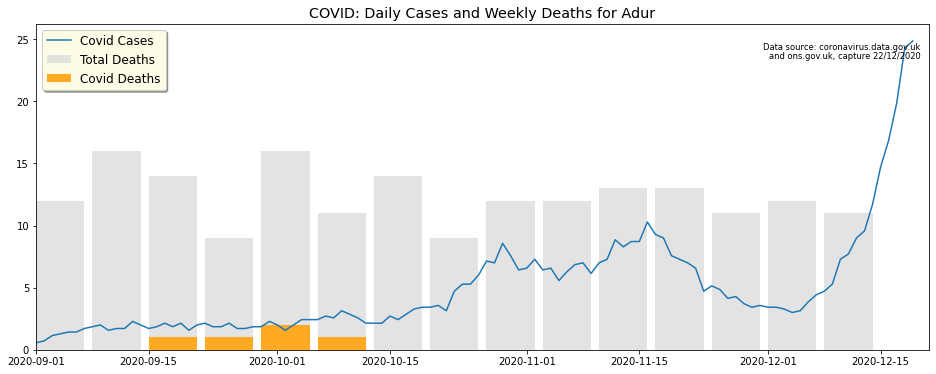 COVID: Daily Cases and Weekly Deaths for Adur
Covid Cases
Total Deaths
Covid Deaths
Data source: coronavirus.data.gov.uk
and ons.gov.uk, capture 22/12/2020
25
20
15
10
5
0
2020-09-01 2020-09-15 2020-10-01 2020-10-15 2020-11-01 2020-11-15 2020-12-01 2020-12-15